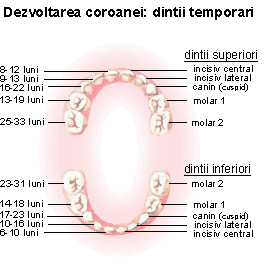 Dezvoltarea coroanei: dintii temporari
dintii superiori
8- 12 luni incisiv central
9- 13 luni incisiv lateral
16-22 luni canin (cuspid)
13-19 luni molar 1
25-33 luni molar 2
dintii inferiori
23-31 luni molar 2
14-18 luni molar 1
17-23 luni canin (cuspid)
10-16 luni incisiv lateral
6-10 luni incisiv central